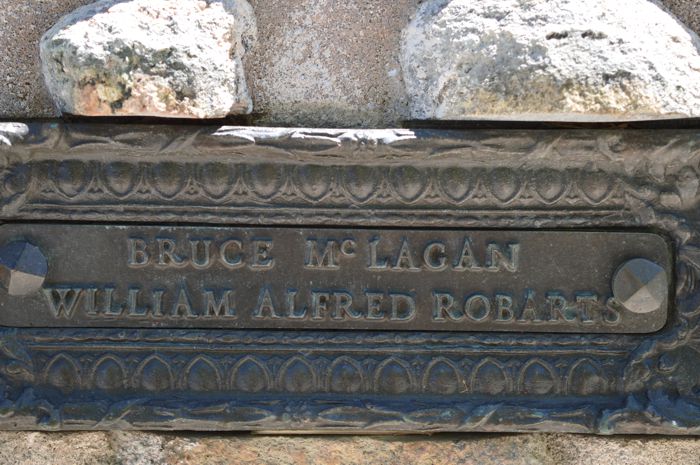 BRUCE McLAGAN
WILLIAM ALFRED ROBARTS